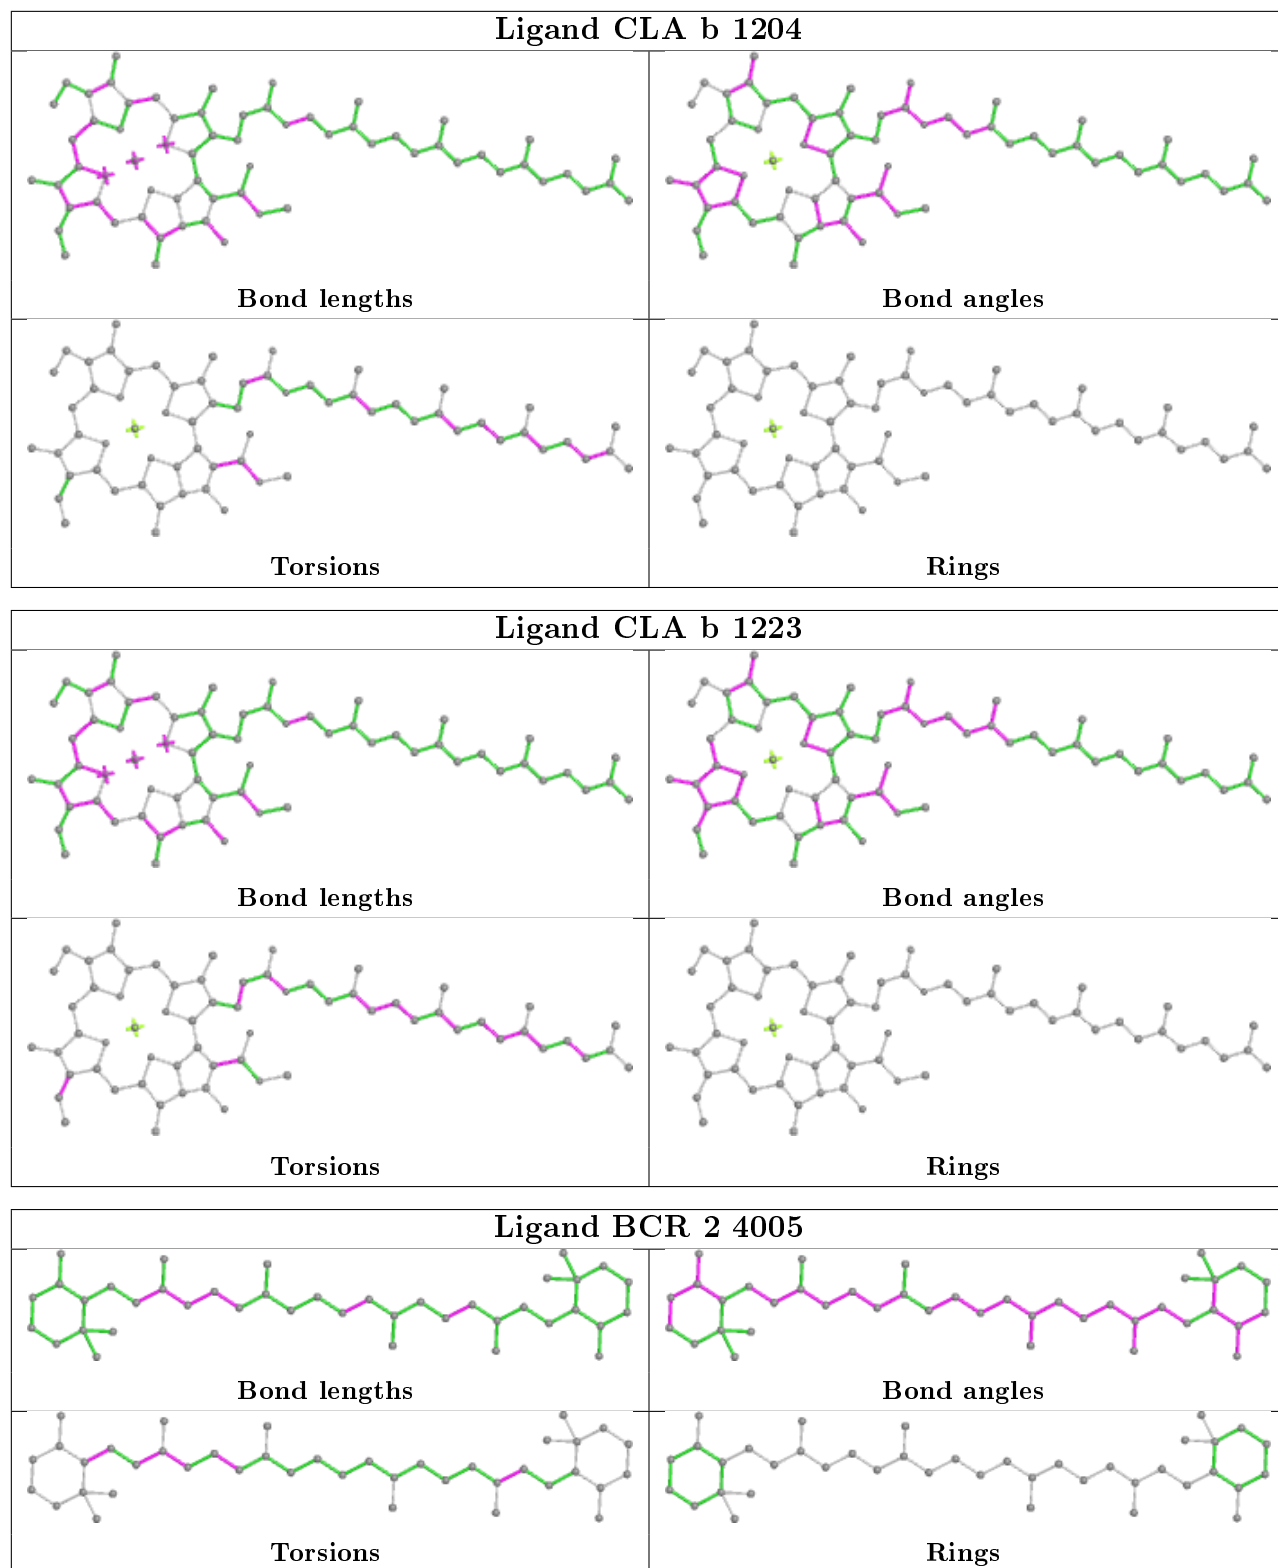 Ligand CLA b 1204
Bond lengths
Bond angles
Torsions
Rings
Ligand CLA b 1223
Bond lengths
Bond angles
Torsions
Rings
Ligand BCR 2 4005
Bond lengths
Bond angles
Torsions
Rings